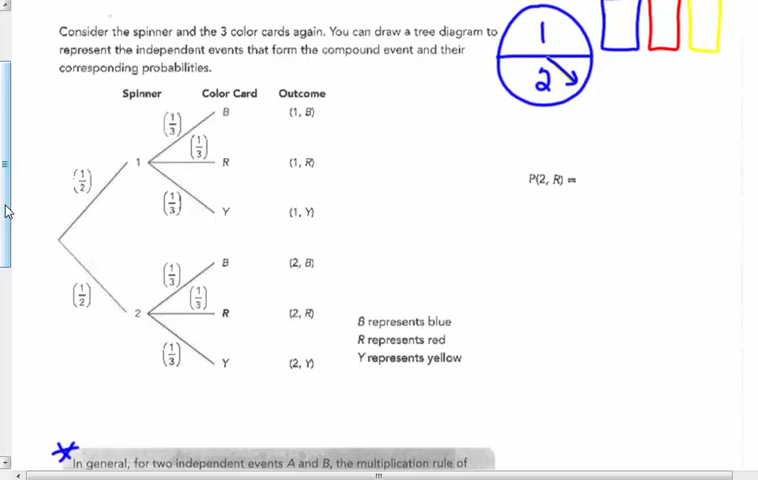 Consider the spinner and the 3 color cards again. You can draw a tree diagram to
represent the independent events that form the compound event and their
corresponding probabilities.
1
2
Spinner Color Card Outcome
(1/3) B (1, B)
(1/2) 1 (1/3) R (1, R)
(1/3) Y (1, Y)
P(2, R) =
(1/3) B (2, B)
(1/2) 2 (1/3) R (2, R)
(1/3) Y (2, Y)
B represents blue
R represents red
Y represents yellow
In general, for two independent events A and B, the multiplication rule of